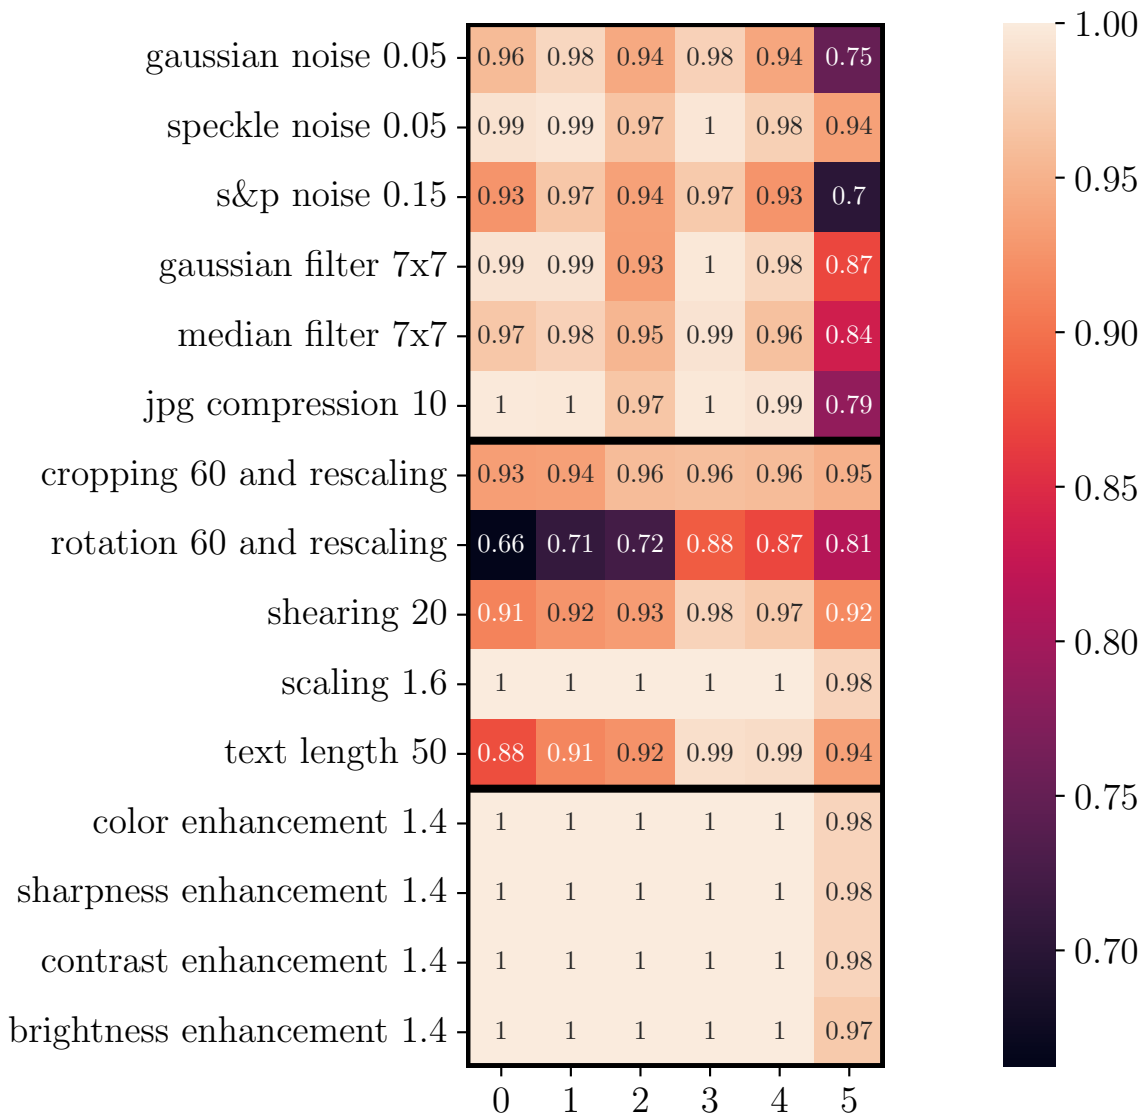 gaussian noise 0.05 0.96 0.98 0.94 0.98 0.94 0.75
speckle noise 0.05 0.99 0.99 0.97 1 0.98 0.94
s&p noise 0.15 0.93 0.97 0.94 0.97 0.93 0.7
gaussian filter 7x7 0.99 0.99 0.93 1 0.98 0.87
median filter 7x7 0.97 0.98 0.95 0.99 0.96 0.84
jpg compression 10 1 1 0.97 1 0.99 0.79
cropping 60 and rescaling 0.93 0.94 0.96 0.96 0.96 0.95
rotation 60 and rescaling 0.66 0.71 0.72 0.88 0.87 0.81
shearing 20 0.91 0.92 0.93 0.98 0.97 0.92
scaling 1.6 1 1 1 1 1 0.98
text length 50 0.88 0.91 0.92 0.99 0.99 0.94
color enhancement 1.4 1 1 1 1 1 0.98
sharpness enhancement 1.4 1 1 1 1 1 0.98
contrast enhancement 1.4 1 1 1 1 1 0.98
brightness enhancement 1.4 1 1 1 1 1 0.97
0 1 2 3 4 5
1.00
0.95
0.90
0.85
0.80
0.75
0.70